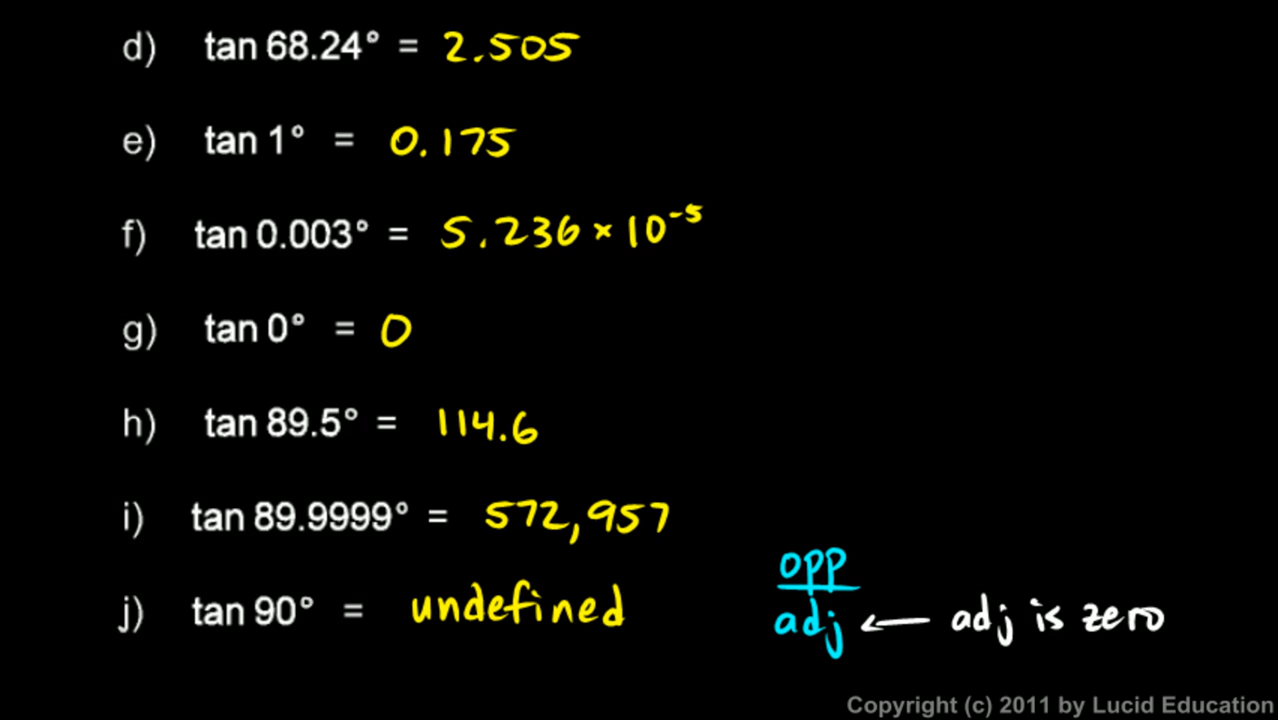 d) tan 68.24° = 2.505
e) tan 1° = 0.175
f) tan 0.003° = 5.236 × 10⁻⁵
g) tan 0° = 0
h) tan 89.5° = 114.6
i) tan 89.9999° = 572,957
j) tan 90° = undefined
opp
adj ← adj is zero
Copyright (c) 2011 by Lucid Education